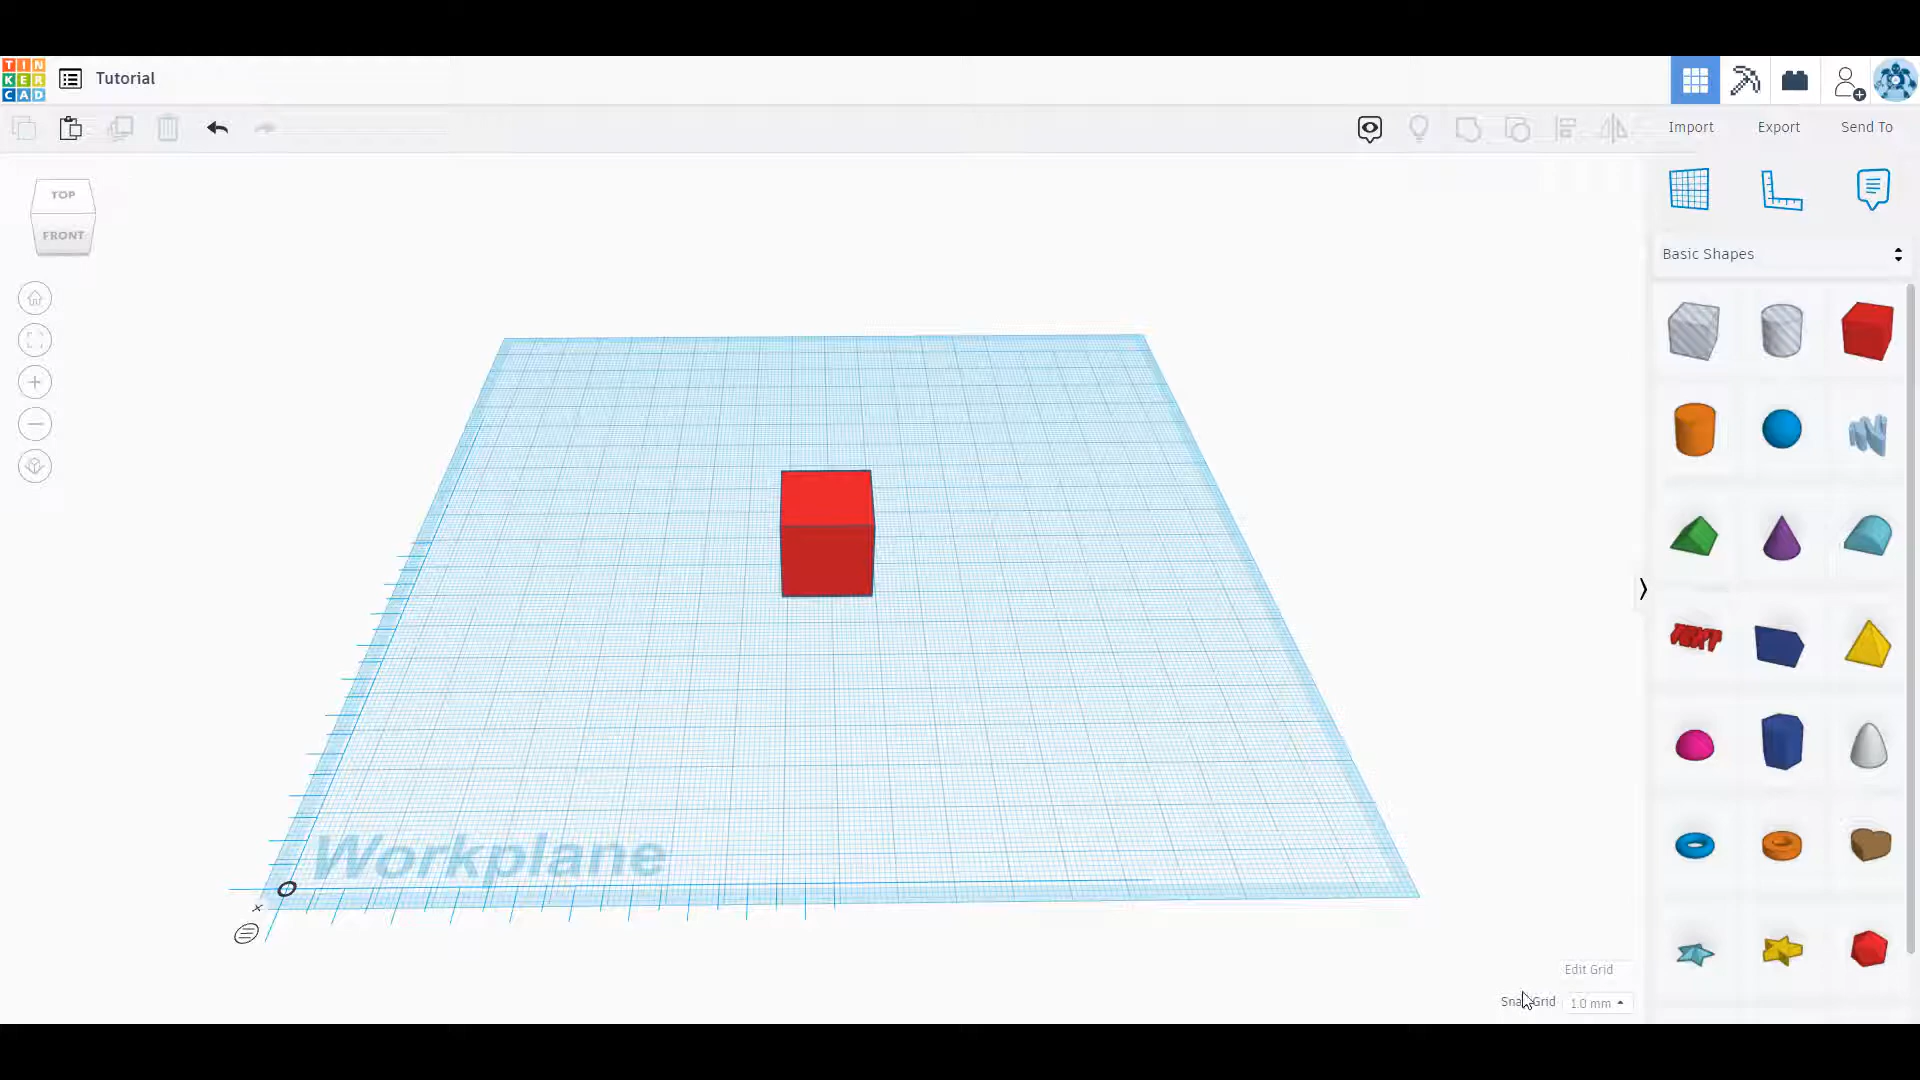 TIN
KER
CAD
Tutorial
Import
Export
Send To
TOP
FRONT
Basic Shapes
TEXT
Workplane
Edit Grid
Snap Grid
1.0 mm